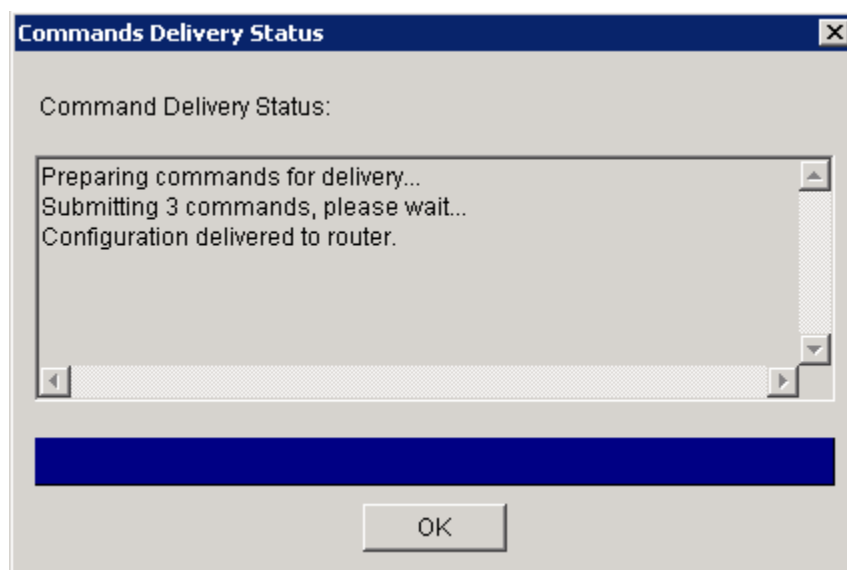 Commands Delivery Status
Command Delivery Status:
Preparing commands for delivery...
Submitting 3 commands, please wait...
Configuration delivered to router.
OK